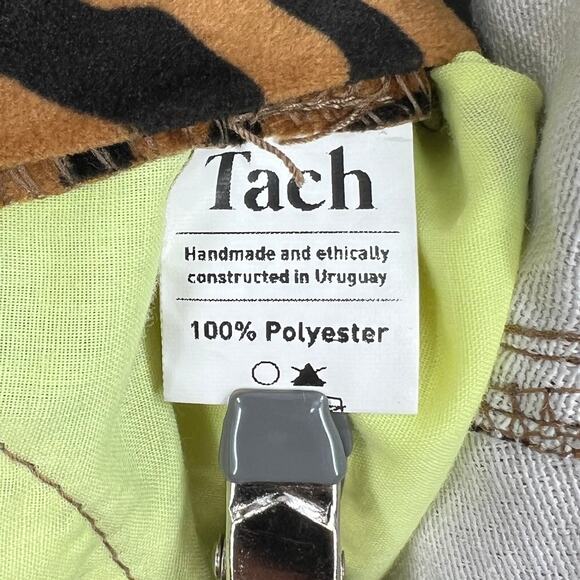 Tach
Handmade and ethically
constructed in Uruguay
100% Polyester